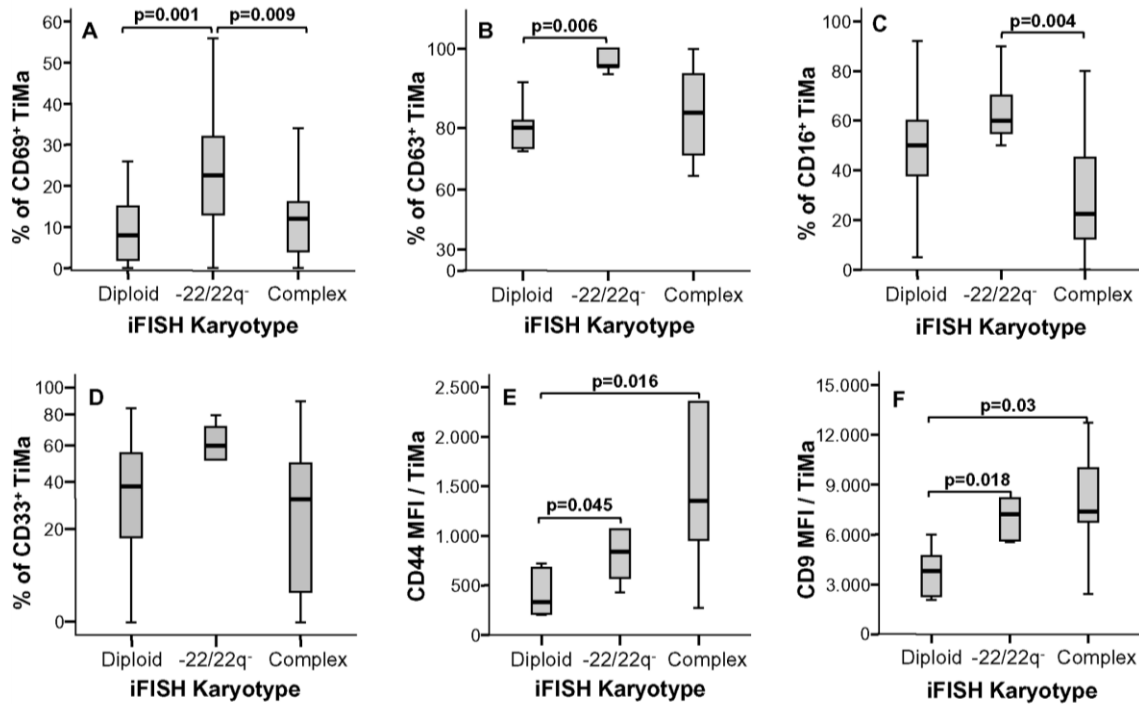 A
p=0.001
p=0.009
% of CD69⁺ TiMa
60
50
40
30
20
10
0
Diploid -22/22q⁻ Complex
iFISH Karyotype
B
p=0.006
% of CD63⁺ TiMa
100
80
60
30
0
Diploid -22/22q⁻ Complex
iFISH Karyotype
C
p=0.004
% of CD16⁺ TiMa
100
80
60
40
20
0
Diploid -22/22q⁻ Complex
iFISH Karyotype
D
% of CD33⁺ TiMa
100
80
60
40
20
0
Diploid -22/22q⁻ Complex
iFISH Karyotype
E
p=0.016
p=0.045
CD44 MFI / TiMa
2.500
2.000
1.500
1.000
500
0
Diploid -22/22q⁻ Complex
iFISH Karyotype
F
p=0.03
p=0.018
CD9 MFI / TiMa
15.000
12.000
9.000
6.000
3.000
0
Diploid -22/22q⁻ Complex
iFISH Karyotype